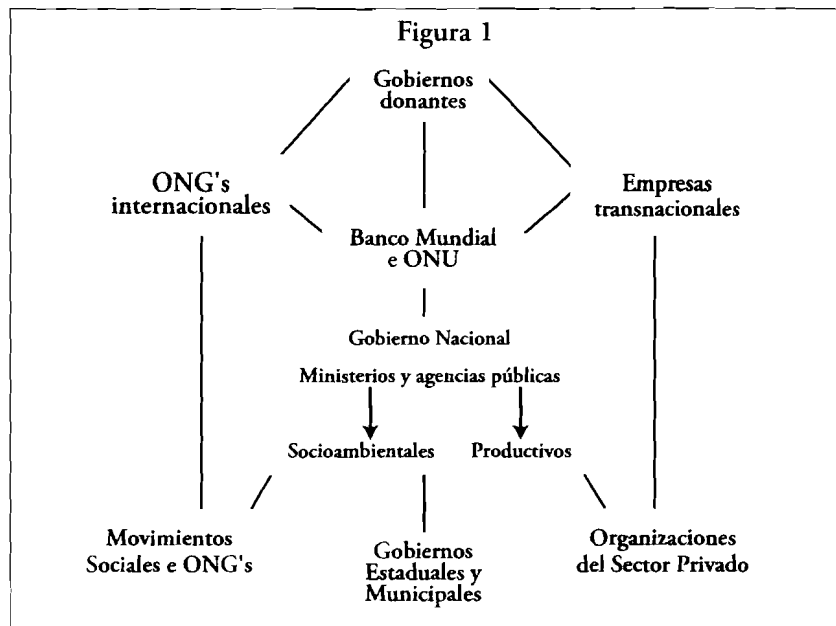 Figura 1
Gobiernos
donantes
ONG's
internacionales
Empresas
transnacionales
Banco Mundial
e ONU
Gobierno Nacional
Ministerios y agencias públicas
Socioambientales
Productivos
Movimientos
Sociales e ONG's
Gobiernos
Estaduales y
Municipales
Organizaciones
del Sector Privado